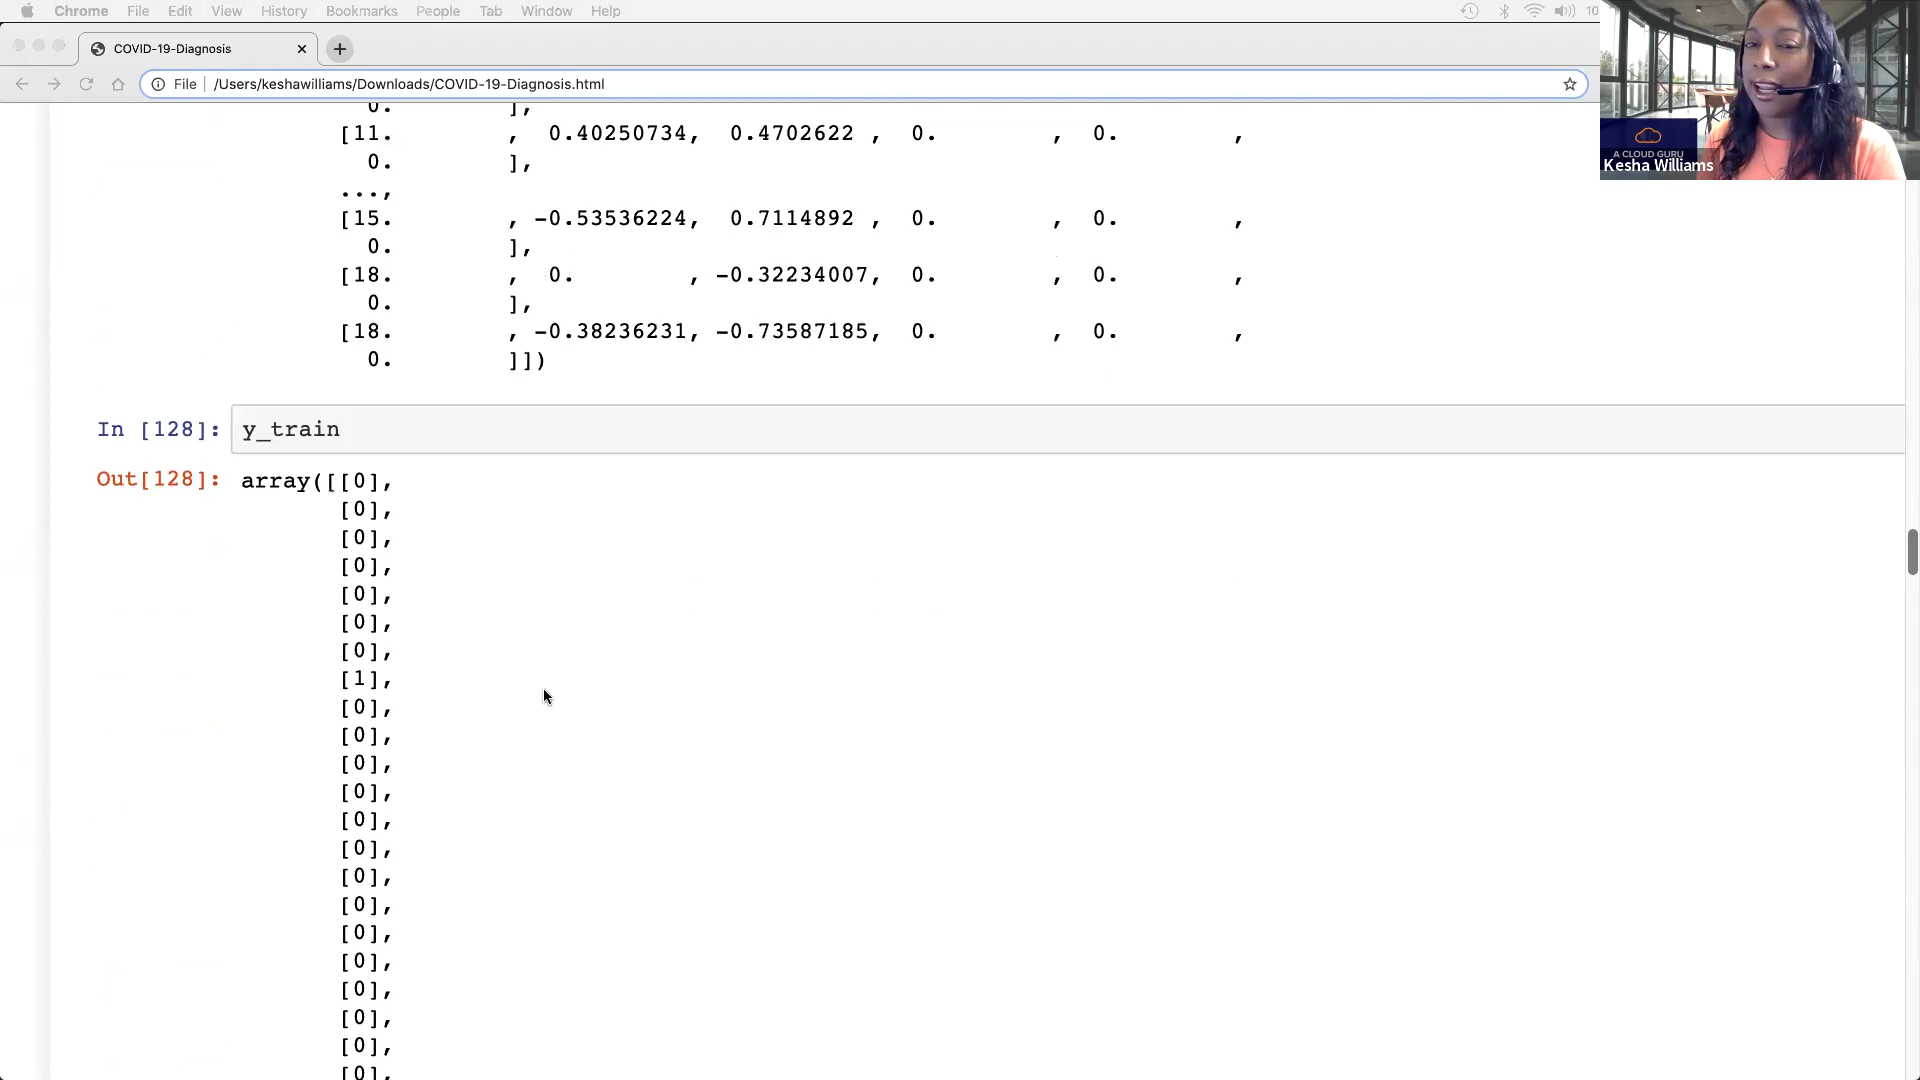 Chrome File Edit View History Bookmarks People Tab Window Help 10
COVID-19-Diagnosis
File /Users/keshawilliams/Downloads/COVID-19-Diagnosis.html
0. ],
[11. , 0.40250734, 0.4702622 , 0. , 0. ,
0. ],
...,
[15. , -0.53536224, 0.7114892 , 0. , 0. ,
0. ],
[18. , 0. , -0.32234007, 0. , 0. ,
0. ],
[18. , -0.38236231, -0.73587185, 0. , 0. ,
0. ]])
A CLOUD GURU
Kesha Williams
In [128]: y_train
Out[128]: array([[0],
[0],
[0],
[0],
[0],
[0],
[0],
[1],
[0],
[0],
[0],
[0],
[0],
[0],
[0],
[0],
[0],
[0],
[0],
[0],
[0],
[0],